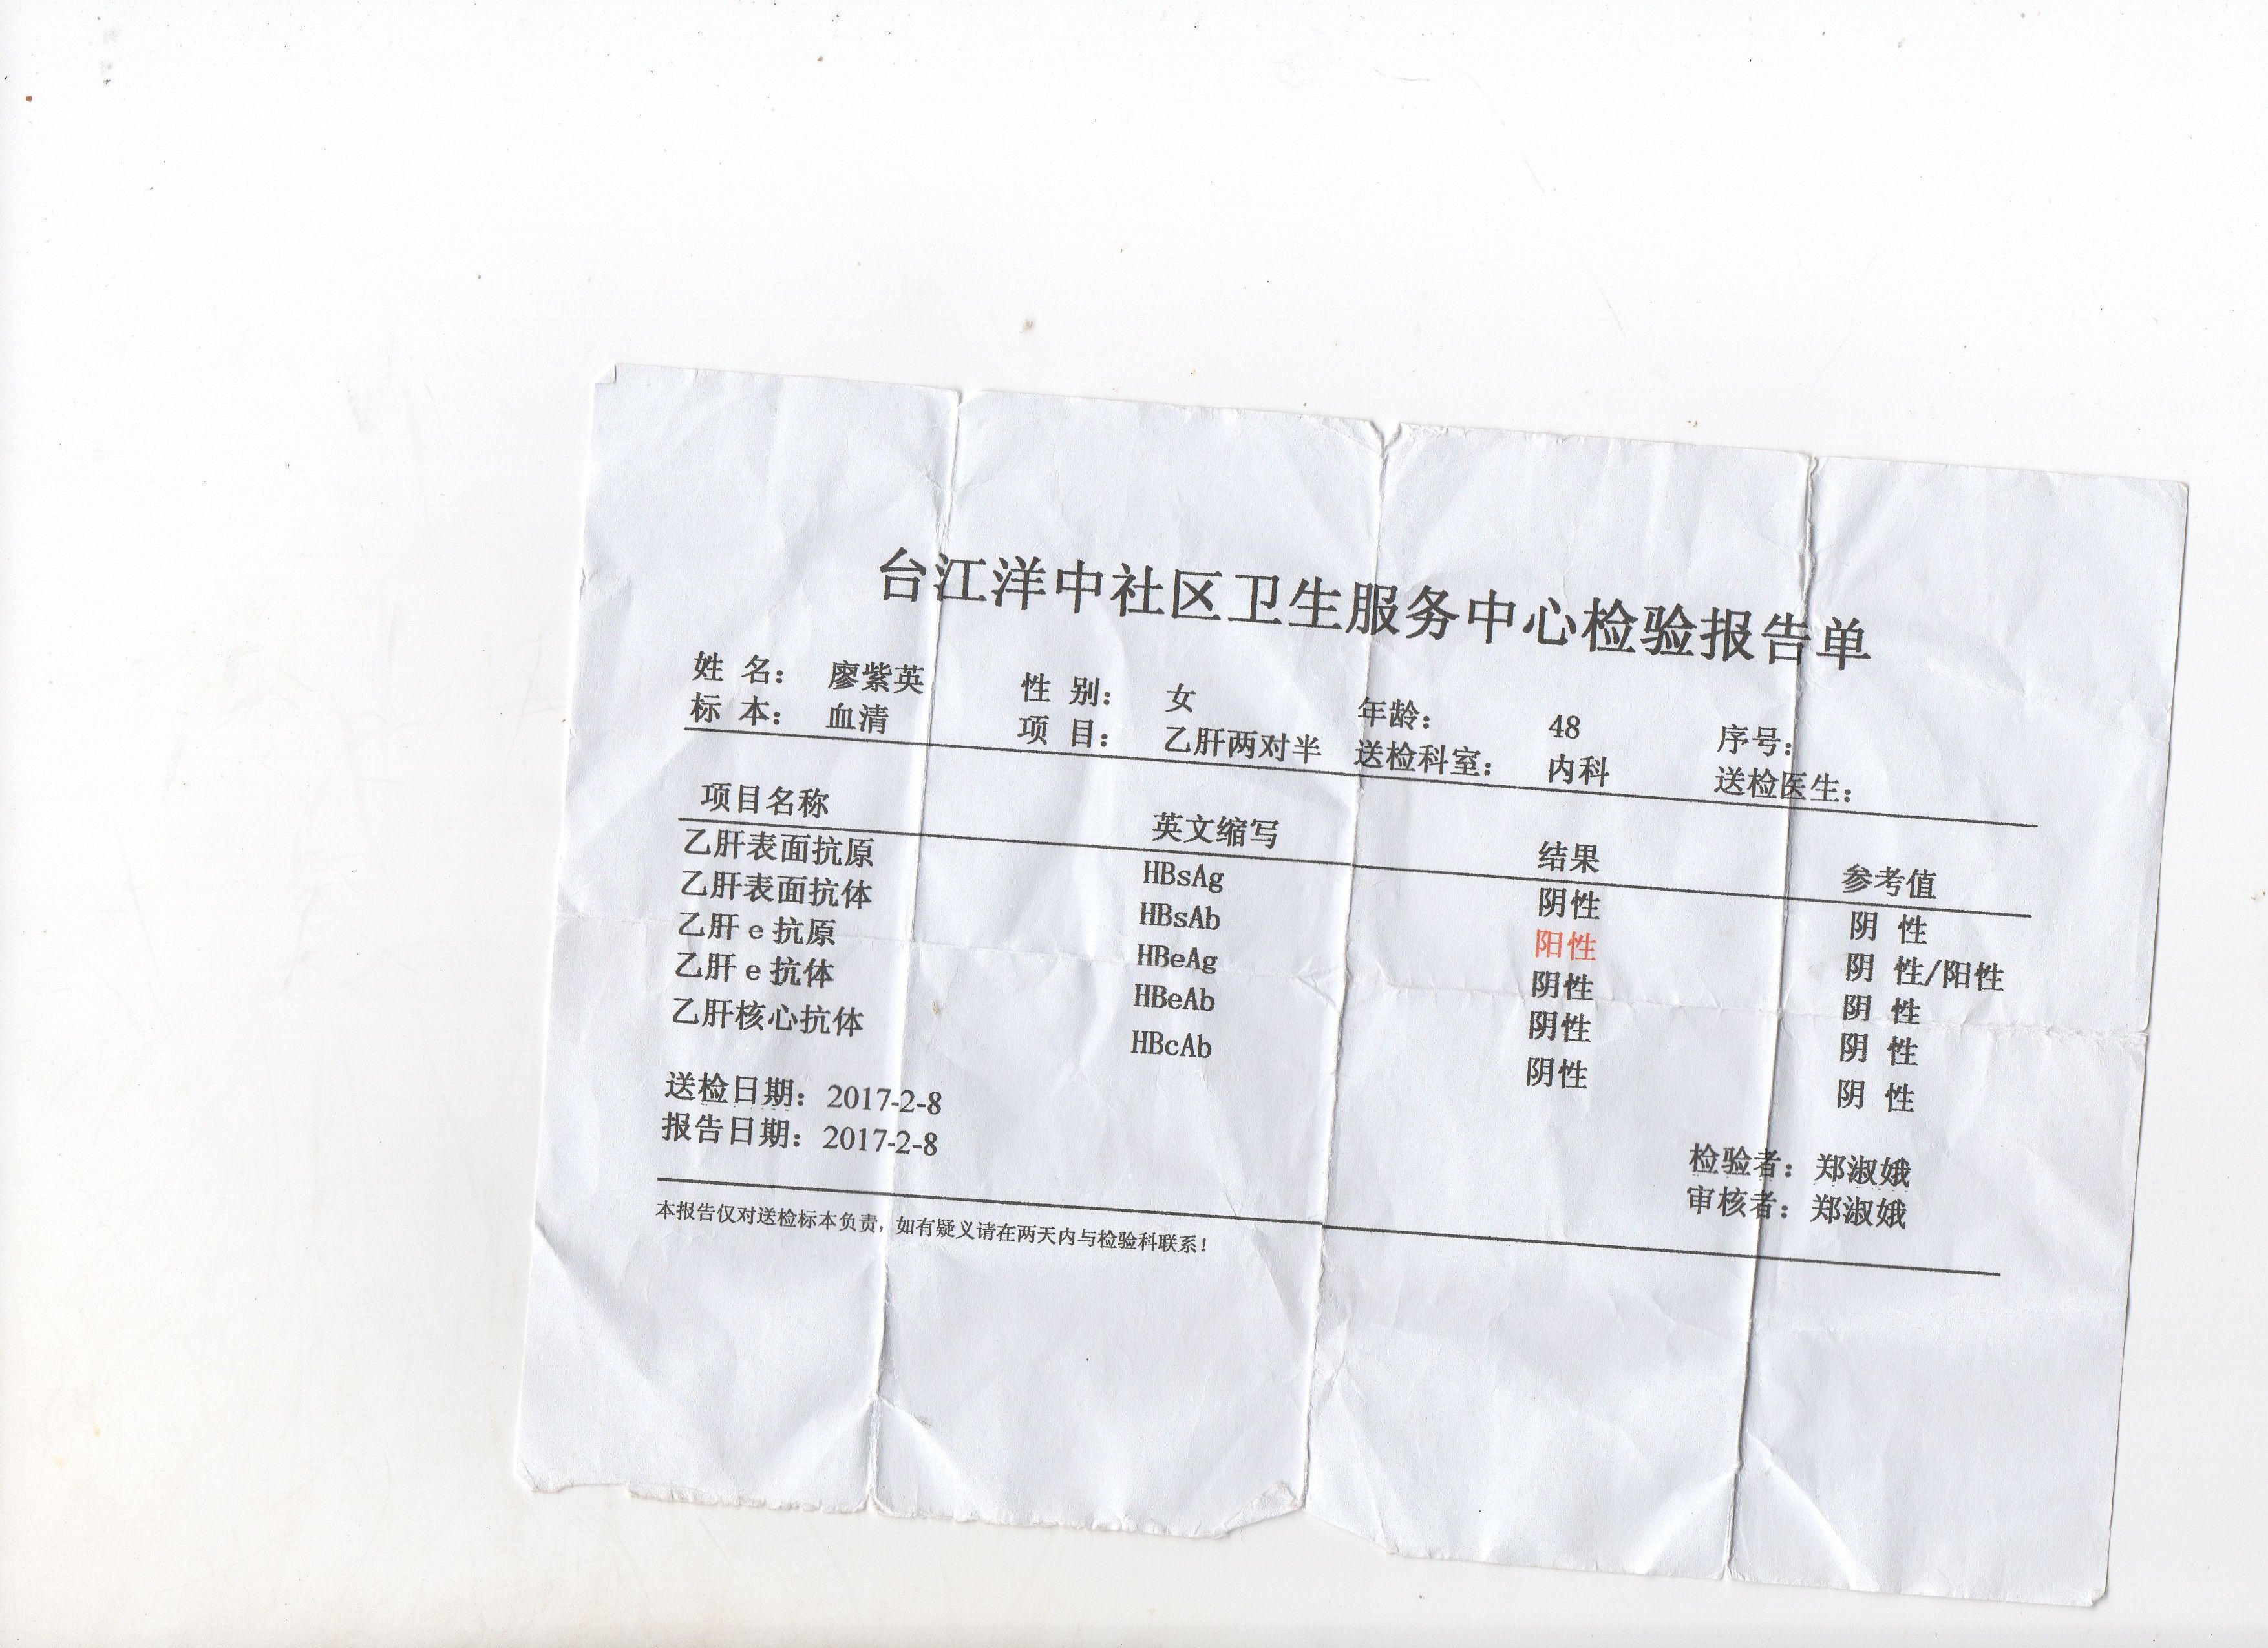 台江洋中社区卫生服务中心检验报告单
姓 名： 廖紫英 性 别： 女 年龄： 48 序号：
标 本： 血清 项 目： 乙肝两对半 送检科室： 内科 送检医生：
项目名称 英文缩写 结果 参考值
乙肝表面抗原 HBsAg 阴性 阴 性
乙肝表面抗体 HBsAb 阳性 阴 性/阳性
乙肝 e 抗原 HBeAg 阴性 阴 性
乙肝 e 抗体 HBeAb 阴性 阴 性
乙肝核心抗体 HBcAb 阴性 阴 性
送检日期：2017-2-8 检验者：郑淑娥
报告日期：2017-2-8 审核者：郑淑娥
本报告仅对送检标本负责，如有疑义请在两天内与检验科联系！